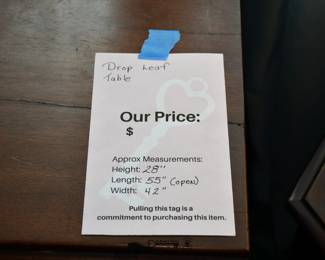 Drop Leaf
Table
Our Price:
$
Approx Measurements:
Height: 28"
Length: 55" (open)
Width: 42"
Pulling this tag is a
commitment to purchasing this item.